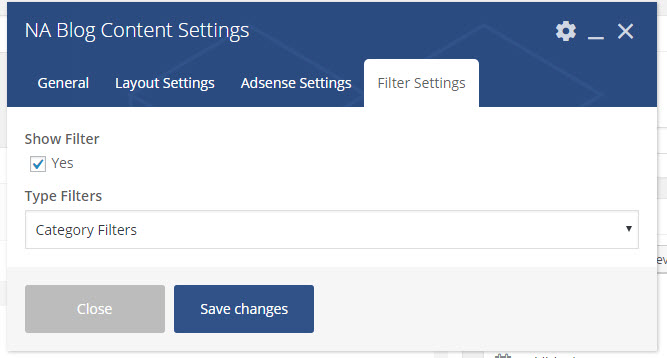 NA Blog Content Settings
General Layout Settings Adsense Settings Filter Settings
Show Filter
Yes
Type Filters
Category Filters
Close Save changes